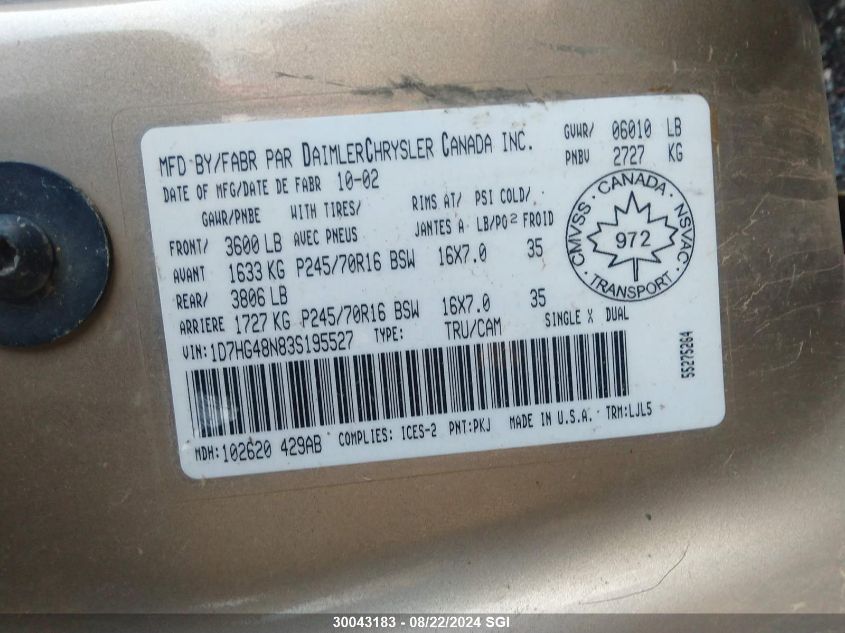 MFD BY/FABR PAR DAIMLERCHRYSLER CANADA INC.
GVWR/ 06010 LB
PNBV 2727 KG
DATE OF MFG/DATE DE FABR 10-02
GAWR/PNBE WITH TIRES/ RIMS AT/ PSI COLD/
AVEC PNEUS JANTES A LB/PO2 FROID
FRONT/ 3600 LB
AVANT 1633 KG P245/70R16 BSW 16X7.0 35
REAR/ 3806 LB
ARRIERE 1727 KG P245/70R16 BSW 16X7.0 35
CMVSS · CANADA · NSVAC
972
· TRANSPORT ·
VIN: 1D7HG48N83S195527 TYPE: TRU/CAM SINGLE X DUAL
55275264
MDH: 102620 429AB COMPLIES: ICES-2 PNT:PKJ MADE IN U.S.A. TRM:LJL5
30043183 - 08/22/2024 SGI